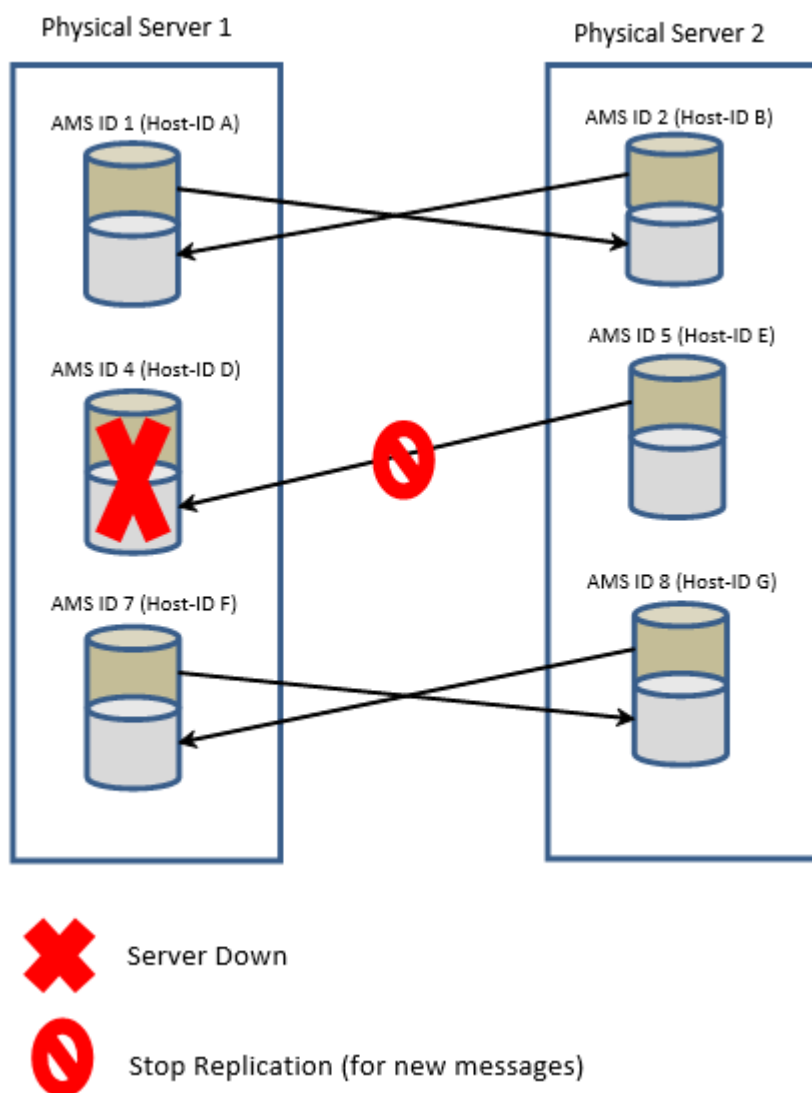 Physical Server 1
Physical Server 2
AMS ID 1 (Host-ID A)
AMS ID 2 (Host-ID B)
AMS ID 4 (Host-ID D)
AMS ID 5 (Host-ID E)
AMS ID 7 (Host-ID F)
AMS ID 8 (Host-ID G)
Server Down
Stop Replication (for new messages)